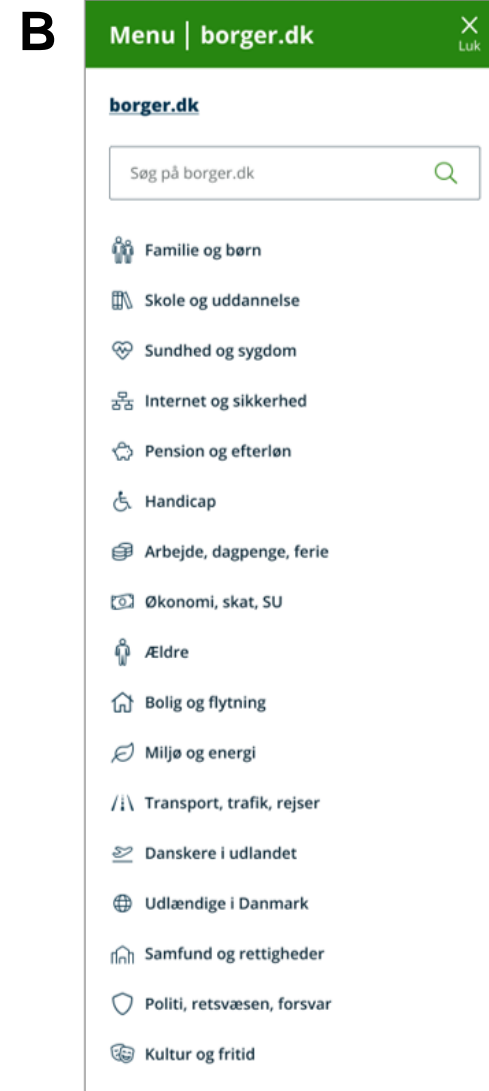 B
Menu | borger.dk
Luk
borger.dk
Søg på borger.dk
Familie og børn
Skole og uddannelse
Sundhed og sygdom
Internet og sikkerhed
Pension og efterløn
Handicap
Arbejde, dagpenge, ferie
Økonomi, skat, SU
Ældre
Bolig og flytning
Miljø og energi
Transport, trafik, rejser
Danskere i udlandet
Udlændige i Danmark
Samfund og rettigheder
Politi, retsvæsen, forsvar
Kultur og fritid